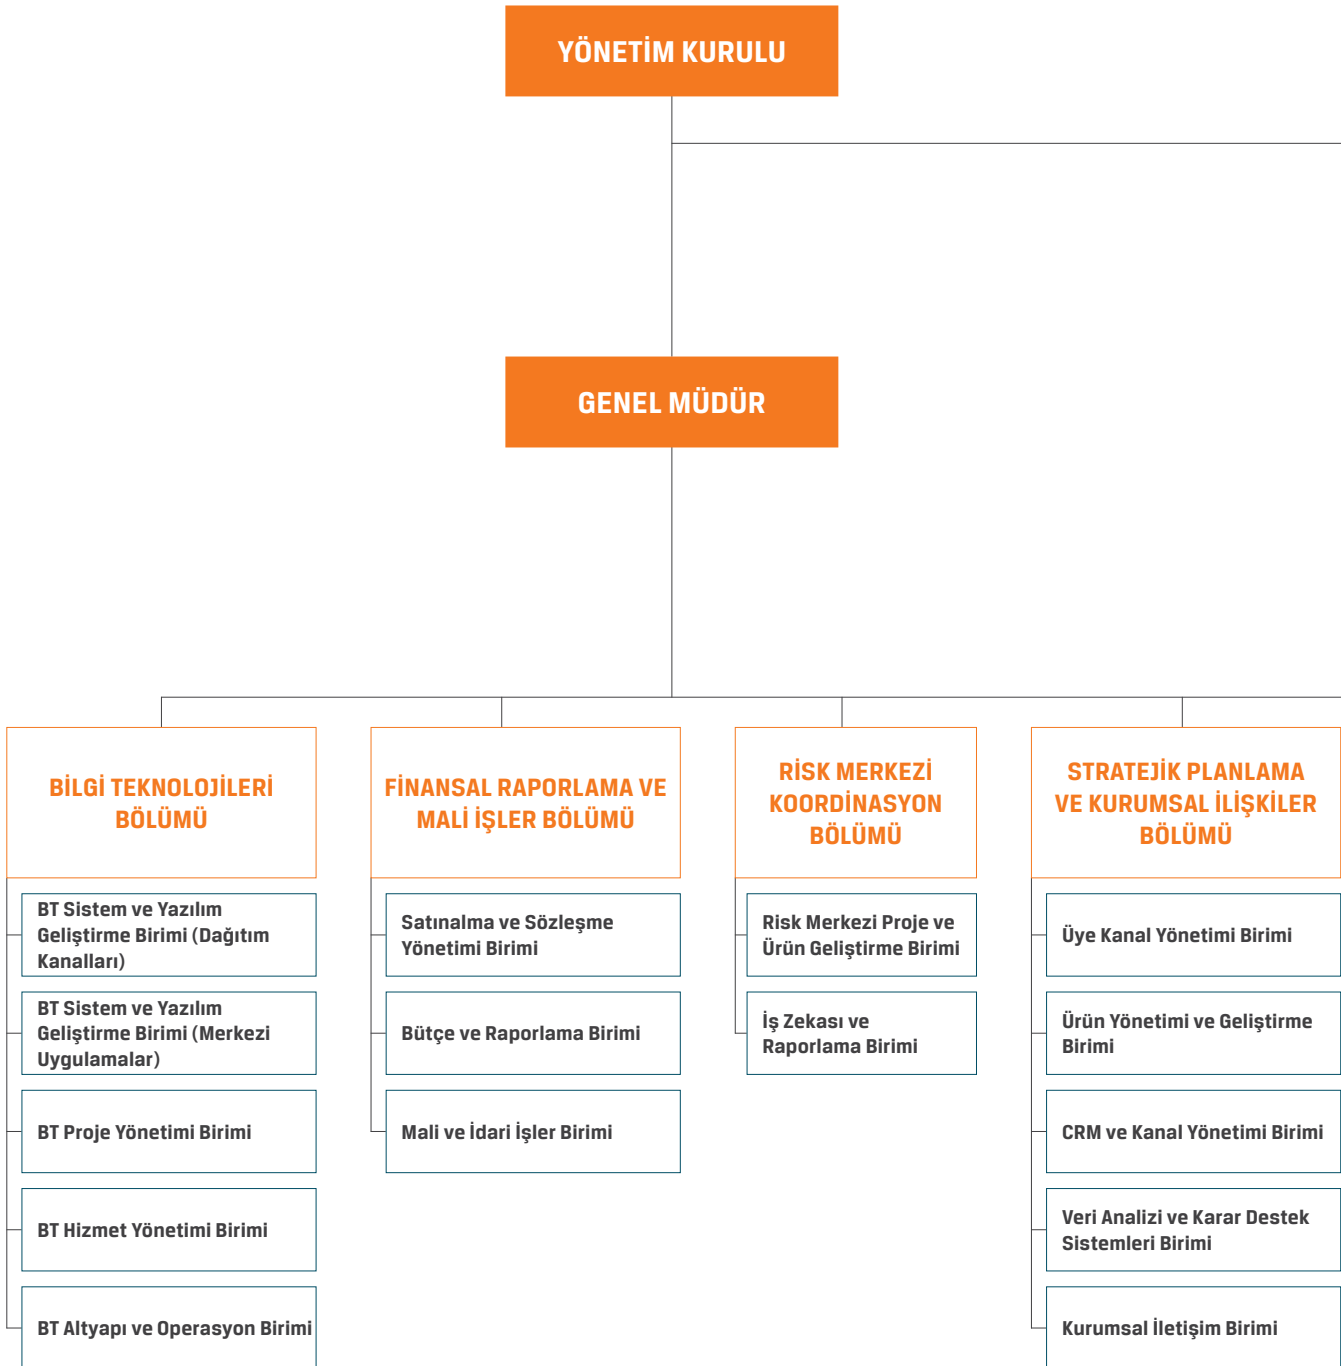 YÖNETİM KURULU
GENEL MÜDÜR
BİLGİ TEKNOLOJİLERİ
BÖLÜMÜ
BT Sistem ve Yazılım
Geliştirme Birimi (Dağıtım
Kanalları)
BT Sistem ve Yazılım
Geliştirme Birimi (Merkezi
Uygulamalar)
BT Proje Yönetimi Birimi
BT Hizmet Yönetimi Birimi
BT Altyapı ve Operasyon Birimi
FİNANSAL RAPORLAMA VE
MALİ İŞLER BÖLÜMÜ
Satınalma ve Sözleşme
Yönetimi Birimi
Bütçe ve Raporlama Birimi
Mali ve İdari İşler Birimi
RİSK MERKEZİ
KOORDİNASYON
BÖLÜMÜ
Risk Merkezi Proje ve
Ürün Geliştirme Birimi
İş Zekası ve
Raporlama Birimi
STRATEJİK PLANLAMA
VE KURUMSAL İLİŞKİLER
BÖLÜMÜ
Üye Kanal Yönetimi Birimi
Ürün Yönetimi ve Geliştirme
Birimi
CRM ve Kanal Yönetimi Birimi
Veri Analizi ve Karar Destek
Sistemleri Birimi
Kurumsal İletişim Birimi